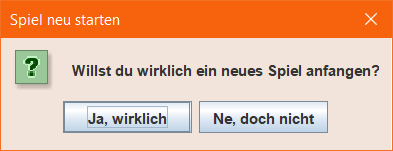 Spiel neu starten
?
Willst du wirklich ein neues Spiel anfangen?
Ja, wirklich
Ne, doch nicht